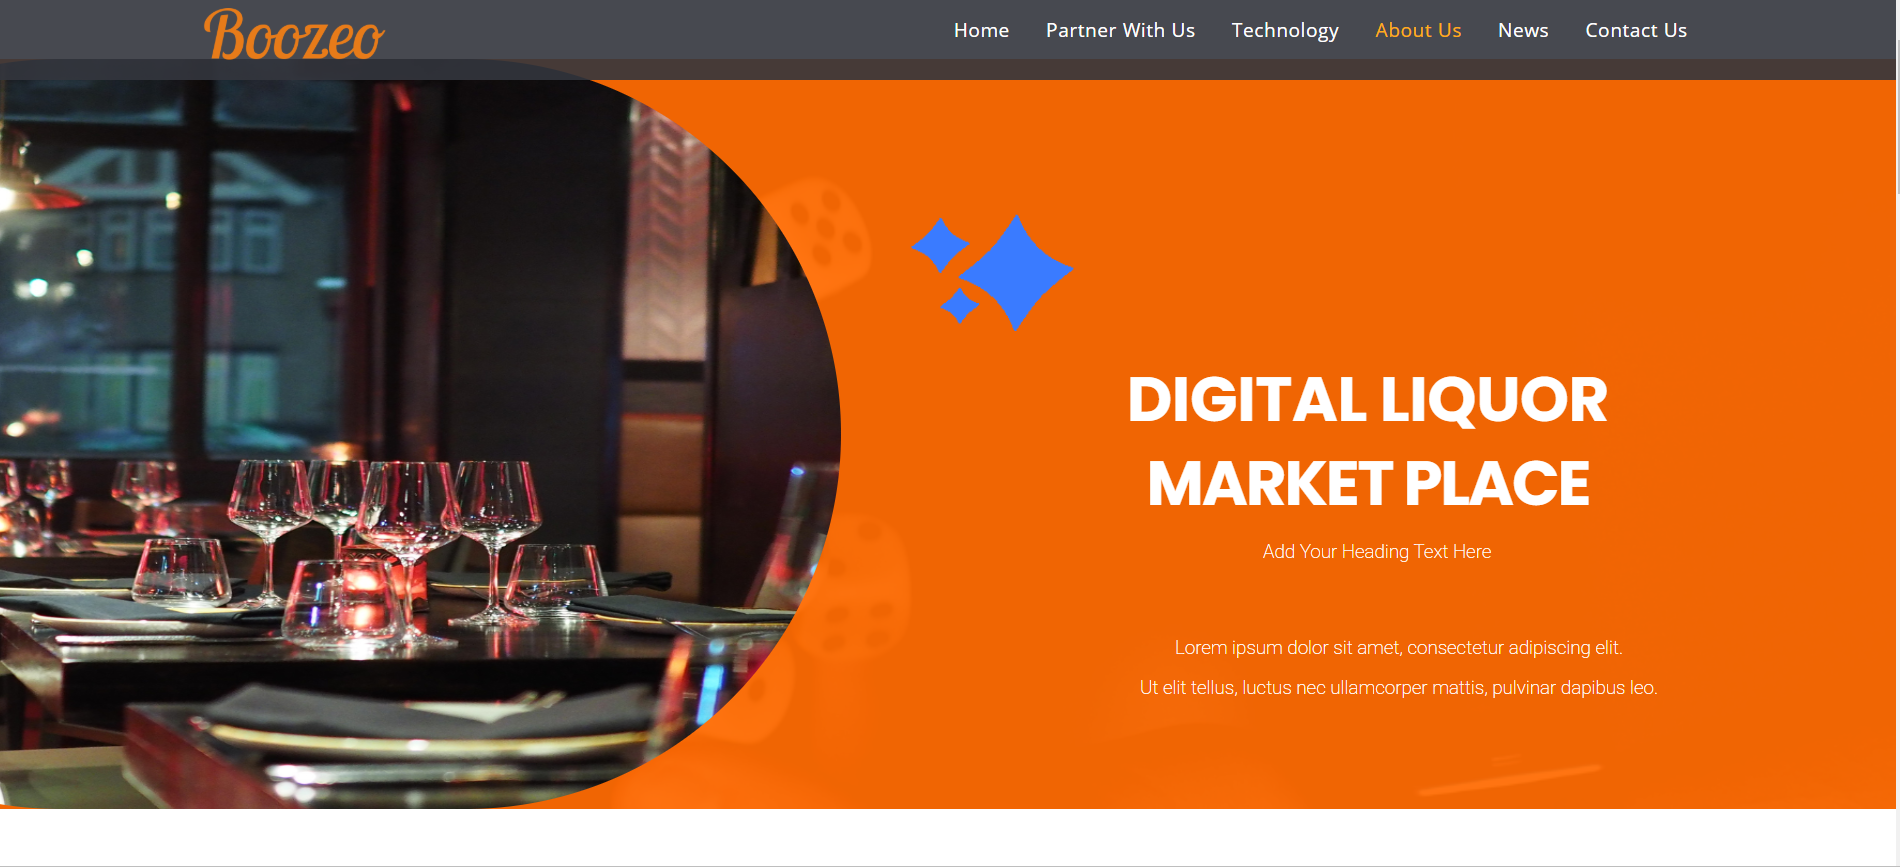 Boozeo
Home Partner With Us Technology About Us News Contact Us
DIGITAL LIQUOR
MARKET PLACE
Add Your Heading Text Here
Lorem ipsum dolor sit amet, consectetur adipiscing elit.
Ut elit tellus, luctus nec ullamcorper mattis, pulvinar dapibus leo.